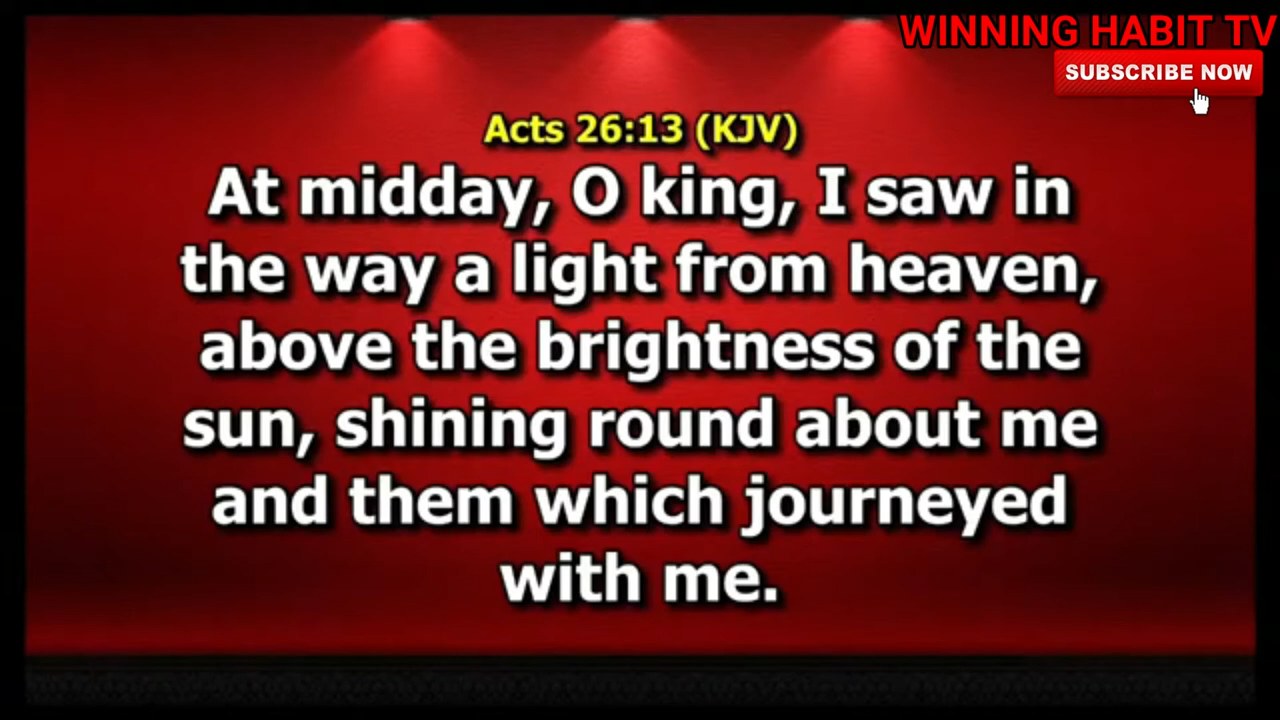 WINNING HABIT TV
SUBSCRIBE NOW
Acts 26:13 (KJV)
At midday, O king, I saw in
the way a light from heaven,
above the brightness of the
sun, shining round about me
and them which journeyed
with me.